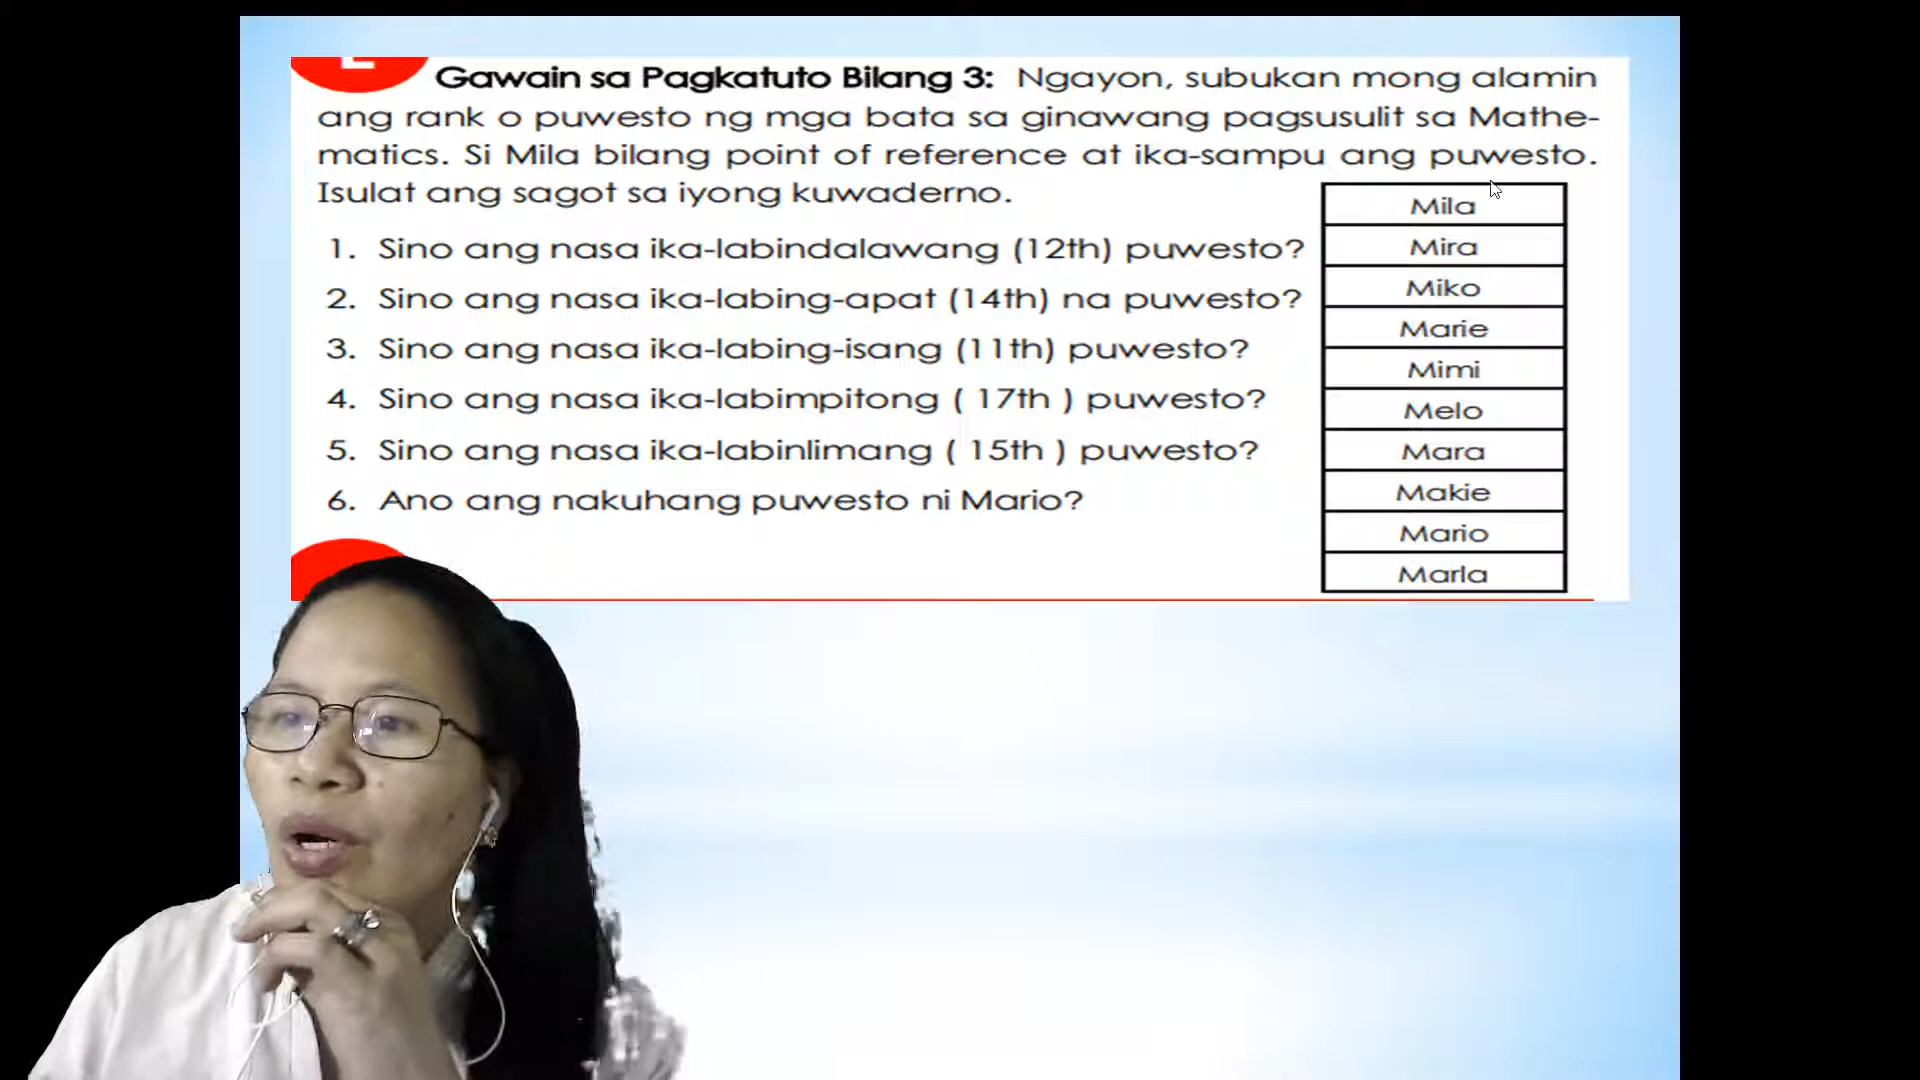 Gawain sa Pagkatuto Bilang 3: Ngayon, subukan mong alamin
ang rank o puwesto ng mga bata sa ginawang pagsusulit sa Mathe-
matics. Si Mila bilang point of reference at ika-sampu ang puwesto.
Isulat ang sagot sa iyong kuwaderno.
1. Sino ang nasa ika-labindalawang (12th) puwesto?
2. Sino ang nasa ika-labing-apat (14th) na puwesto?
3. Sino ang nasa ika-labing-isang (11th) puwesto?
4. Sino ang nasa ika-labimpitong ( 17th ) puwesto?
5. Sino ang nasa ika-labinlimang ( 15th ) puwesto?
6. Ano ang nakuhang puwesto ni Mario?
Mila
Mira
Miko
Marie
Mimi
Melo
Mara
Makie
Mario
Marla